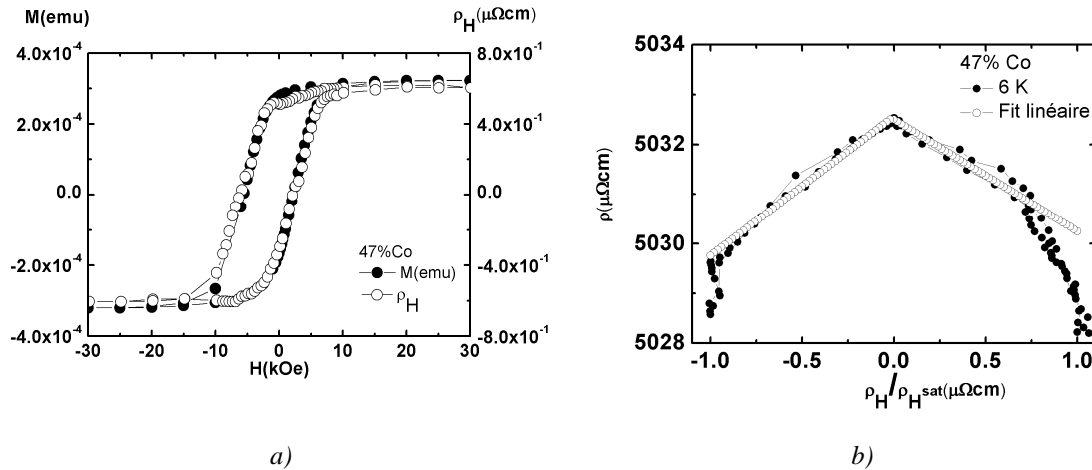 M(emu)
ρH(μΩcm)
4.0x10⁻⁴
2.0x10⁻⁴
0.0
-2.0x10⁻⁴
-4.0x10⁻⁴
8.0x10⁻¹
4.0x10⁻¹
0.0
-4.0x10⁻¹
-8.0x10⁻¹
47%Co
M(emu)
ρH
-30 -20 -10 0 10 20 30
H(kOe)
a)
5034
5032
5030
5028
ρ(μΩcm)
47% Co
6 K
Fit linéaire
-1.0 -0.5 0.0 0.5 1.0
ρH/ρHsat(μΩcm)
b)